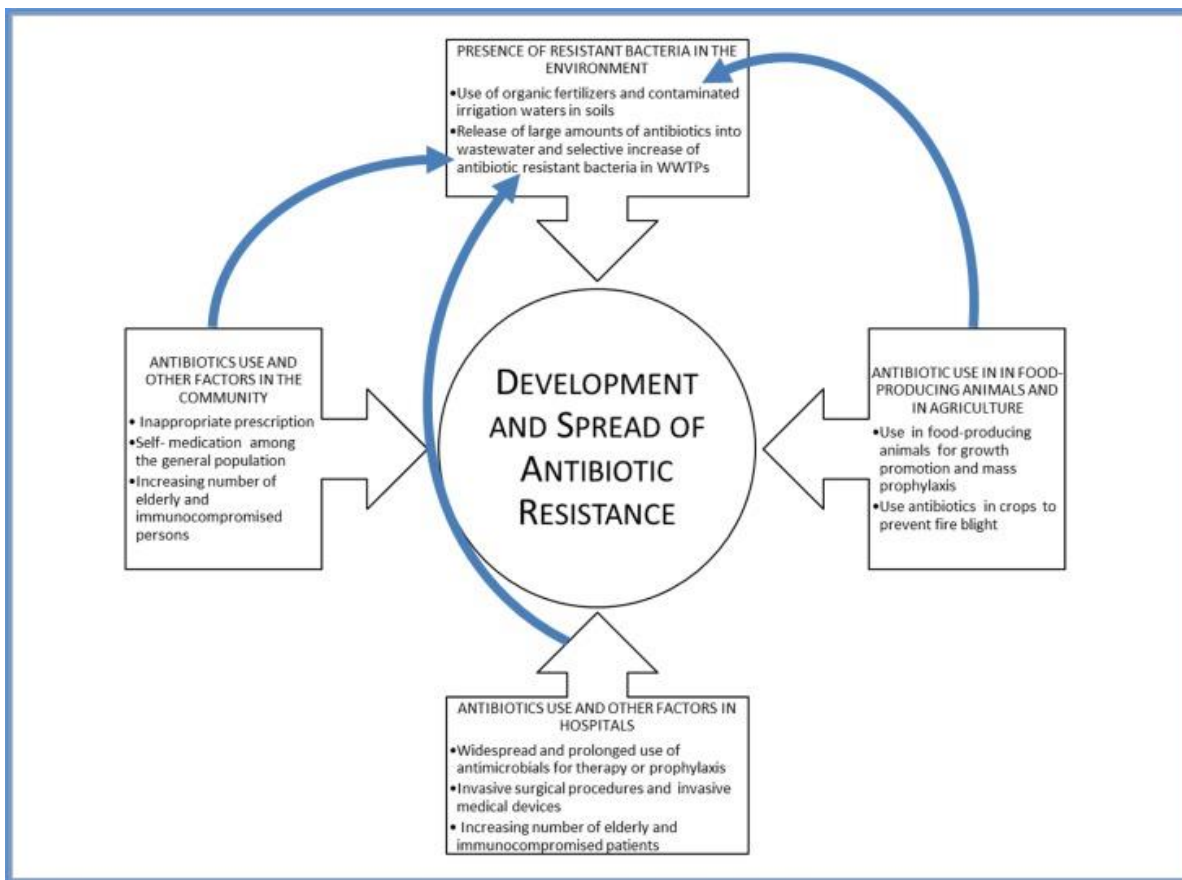 PRESENCE OF RESISTANT BACTERIA IN THE
ENVIRONMENT
•Use of organic fertilizers and contaminated
irrigation waters in soils
•Release of large amounts of antibiotics into
wastewater and selective increase of
antibiotic resistant bacteria in WWTPs
ANTIBIOTICS USE AND
OTHER FACTORS IN THE
COMMUNITY
• Inappropriate prescription
•Self- medication among
the general population
•Increasing number of
elderly and
immunocompromised
persons
DEVELOPMENT
AND SPREAD OF
ANTIBIOTIC
RESISTANCE
ANTIBIOTIC USE IN IN FOOD-
PRODUCING ANIMALS AND
IN AGRICULTURE
•Use in food-producing
animals for growth
promotion and mass
prophylaxis
•Use antibiotics in crops to
prevent fire blight
ANTIBIOTICS USE AND OTHER FACTORS IN
HOSPITALS
•Widespread and prolonged use of
antimicrobials for therapy or prophylaxis
•Invasive surgical procedures and invasive
medical devices
• Increasing number of elderly and
immunocompromised patients